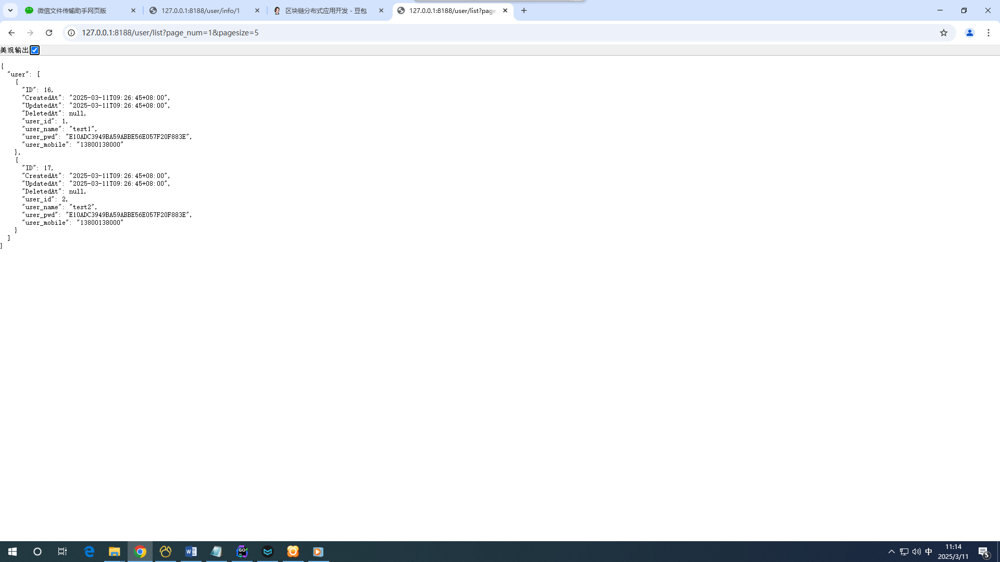 微信文件传输助手网页版
127.0.0.1:8188/user/info/1
区块链分布式应用开发 - 豆包
127.0.0.1:8188/user/list?page
127.0.0.1:8188/user/list?page_num=1&pagesize=5
美观输出
{
"user": [
{
"ID": 16,
"CreatedAt": "2025-03-11T09:26:45+08:00",
"UpdatedAt": "2025-03-11T09:26:45+08:00",
"DeletedAt": null,
"user_id": 1,
"user_name": "test1",
"user_pwd": "E10ADC3949BA59ABBE56E057F20F883E",
"user_mobile": "13800138000"
},
{
"ID": 17,
"CreatedAt": "2025-03-11T09:26:45+08:00",
"UpdatedAt": "2025-03-11T09:26:45+08:00",
"DeletedAt": null,
"user_id": 2,
"user_name": "test2",
"user_pwd": "E10ADC3949BA59ABBE56E057F20F883E",
"user_mobile": "13800138000"
}
]
}
GO
中
11:14
2025/3/11
5